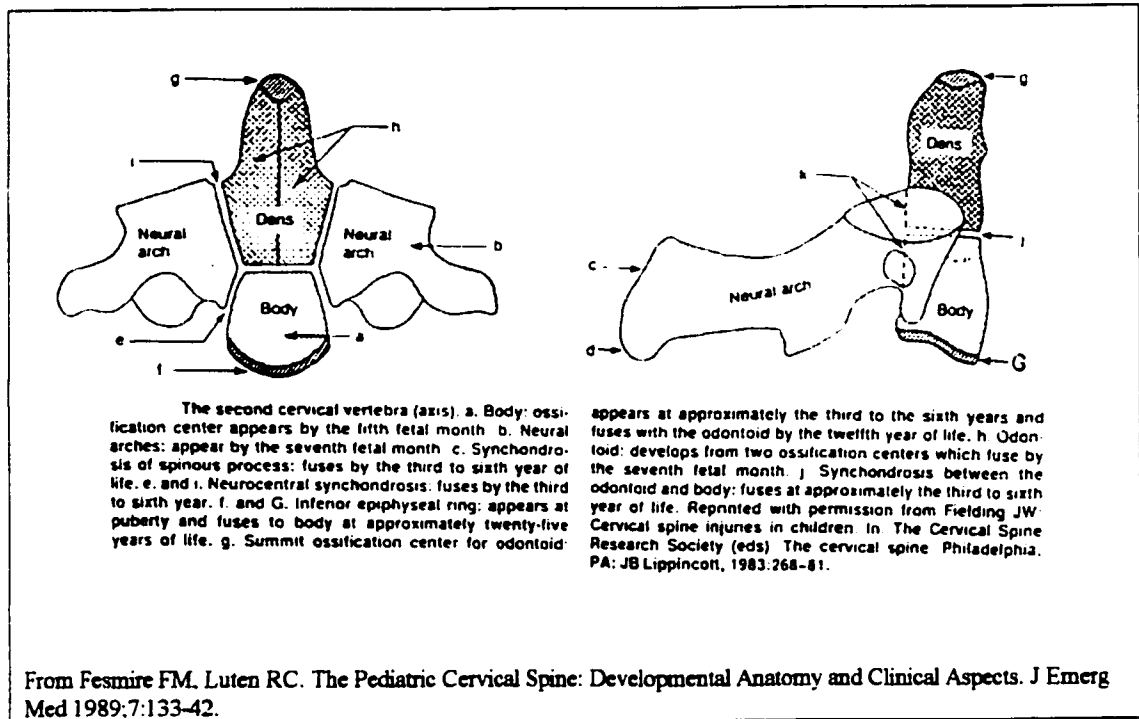 g
h
i
Dens
Neural
arch
Neural
arch
b
Body
e
a
f
g
Dens
k
j
c
Neural arch
Body
d
G
The second cervical vertebra (axis). a. Body: ossi-
fication center appears by the fifth fetal month b. Neural
arches: appear by the seventh fetal month c. Synchondro-
sis of spinous process: fuses by the third to sixth year of
life. e. and i. Neurocentral synchondrosis: fuses by the third
to sixth year. f. and G. Inferior epiphyseal ring: appears at
puberty and fuses to body at approximately twenty-five
years of life. g. Summit ossification center for odontoid
appears at approximately the third to the sixth years and
fuses with the odontoid by the twelfth year of life. h. Odon-
toid: develops from two ossification centers which fuse by
the seventh fetal month. j Synchondrosis between the
odontoid and body: fuses at approximately the third to sixth
year of life. Reprinted with permission from Fielding JW
Cervical spine injuries in children. In. The Cervical Spine
Research Society (eds) The cervical spine Philadelphia.
PA: JB Lippincott, 1983:268-81.
From Fesmire FM, Luten RC. The Pediatric Cervical Spine: Developmental Anatomy and Clinical Aspects. J Emerg
Med 1989;7:133-42.